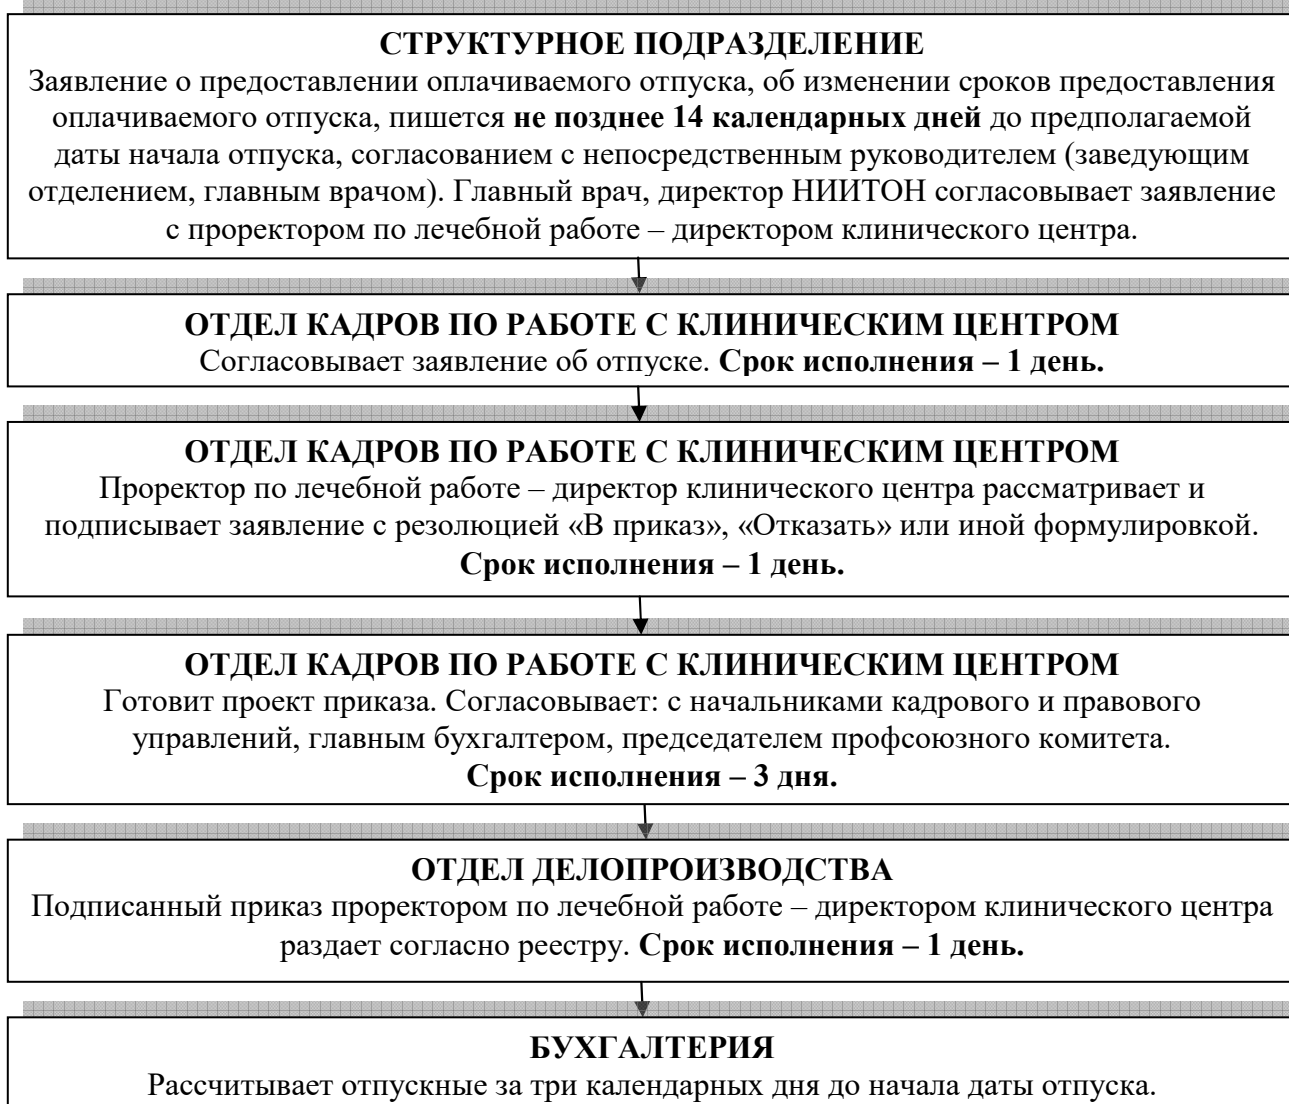 СТРУКТУРНОЕ ПОДРАЗДЕЛЕНИЕ
Заявление о предоставлении оплачиваемого отпуска, об изменении сроков предоставления
оплачиваемого отпуска, пишется не позднее 14 календарных дней до предполагаемой
даты начала отпуска, согласованием с непосредственным руководителем (заведующим
отделением, главным врачом). Главный врач, директор НИИТОН согласовывает заявление
с проректором по лечебной работе – директором клинического центра.
ОТДЕЛ КАДРОВ ПО РАБОТЕ С КЛИНИЧЕСКИМ ЦЕНТРОМ
Согласовывает заявление об отпуске. Срок исполнения – 1 день.
ОТДЕЛ КАДРОВ ПО РАБОТЕ С КЛИНИЧЕСКИМ ЦЕНТРОМ
Проректор по лечебной работе – директор клинического центра рассматривает и
подписывает заявление с резолюцией «В приказ», «Отказать» или иной формулировкой.
Срок исполнения – 1 день.
ОТДЕЛ КАДРОВ ПО РАБОТЕ С КЛИНИЧЕСКИМ ЦЕНТРОМ
Готовит проект приказа. Согласовывает: с начальниками кадрового и правового
управлений, главным бухгалтером, председателем профсоюзного комитета.
Срок исполнения – 3 дня.
ОТДЕЛ ДЕЛОПРОИЗВОДСТВА
Подписанный приказ проректором по лечебной работе – директором клинического центра
раздает согласно реестру. Срок исполнения – 1 день.
БУХГАЛТЕРИЯ
Рассчитывает отпускные за три календарных дня до начала даты отпуска.